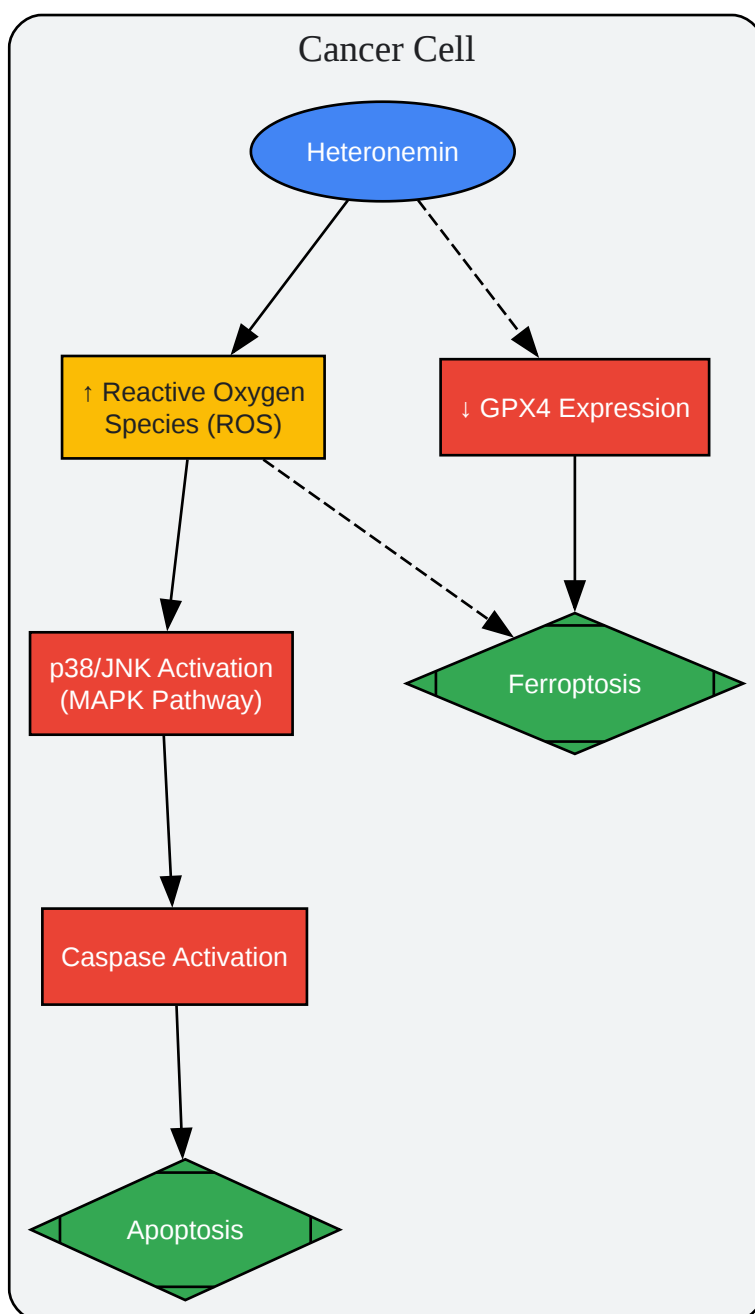 Cancer Cell
Heteronemin
↑ Reactive Oxygen
Species (ROS)
↓ GPX4 Expression
p38/JNK Activation
(MAPK Pathway)
Ferroptosis
Caspase Activation
Apoptosis